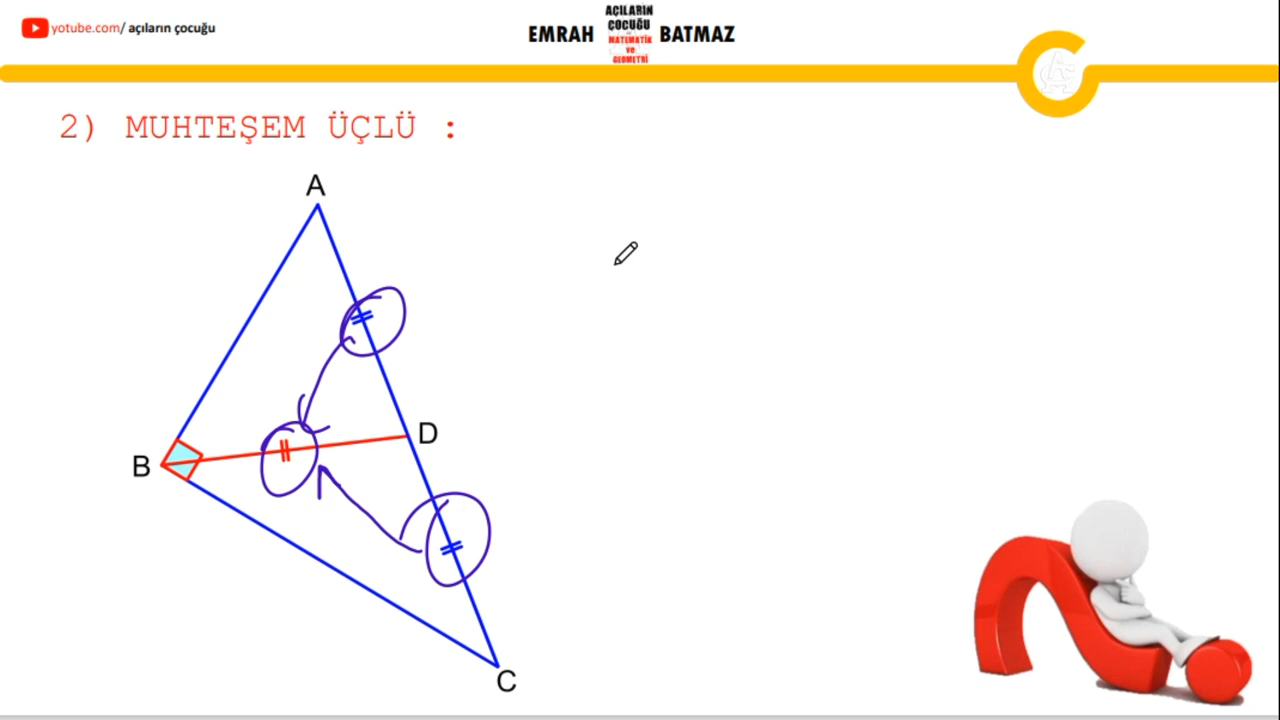 yotube.com/ açıların çocuğu
EMRAH
AÇILARIN
ÇOCUĞU
MATEMATİK
ve
GEOMETRİ
BATMAZ
2) MUHTEŞEM ÜÇLÜ :
A
D
B
C